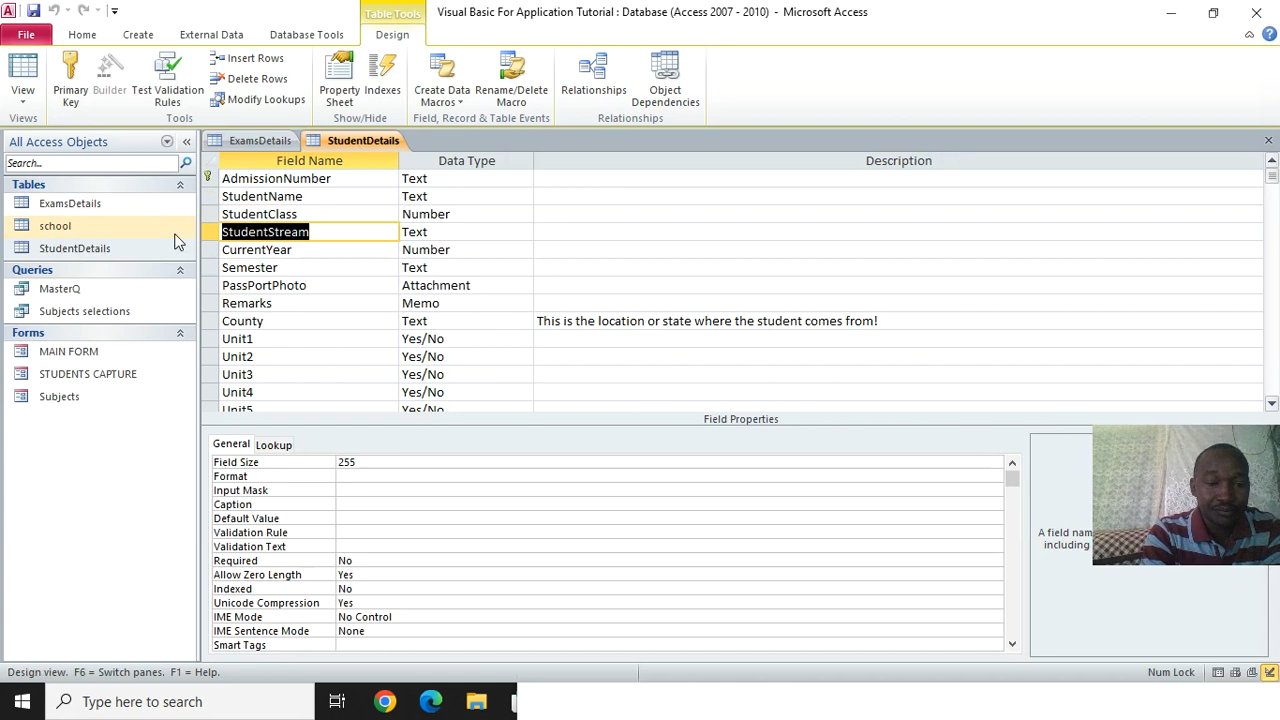 Table Tools
Visual Basic For Application Tutorial : Database (Access 2007 - 2010) - Microsoft Access
File Home Create External Data Database Tools Design
View
Primary Key
Builder
Test Validation Rules
Insert Rows
Delete Rows
Modify Lookups
Property Sheet
Indexes
Create Data Macros
Rename/Delete Macro
Relationships
Object Dependencies
Views Tools Show/Hide Field, Record & Table Events Relationships
All Access Objects
Search...
Tables
ExamsDetails
school
StudentDetails
Queries
MasterQ
Subjects selections
Forms
MAIN FORM
STUDENTS CAPTURE
Subjects
ExamsDetails StudentDetails
Field Name Data Type Description
AdmissionNumber Text
StudentName Text
StudentClass Number
StudentStream Text
CurrentYear Number
Semester Text
PassPortPhoto Attachment
Remarks Memo
County Text This is the location or state where the student comes from!
Unit1 Yes/No
Unit2 Yes/No
Unit3 Yes/No
Unit4 Yes/No
Unit5 Yes/No
Field Properties
General Lookup
Field Size 255
Format
Input Mask
Caption
Default Value
Validation Rule
Validation Text
Required No
Allow Zero Length Yes
Indexed No
Unicode Compression Yes
IME Mode No Control
IME Sentence Mode None
Smart Tags
A field nam
including
Design view. F6 = Switch panes. F1 = Help. Num Lock
Type here to search